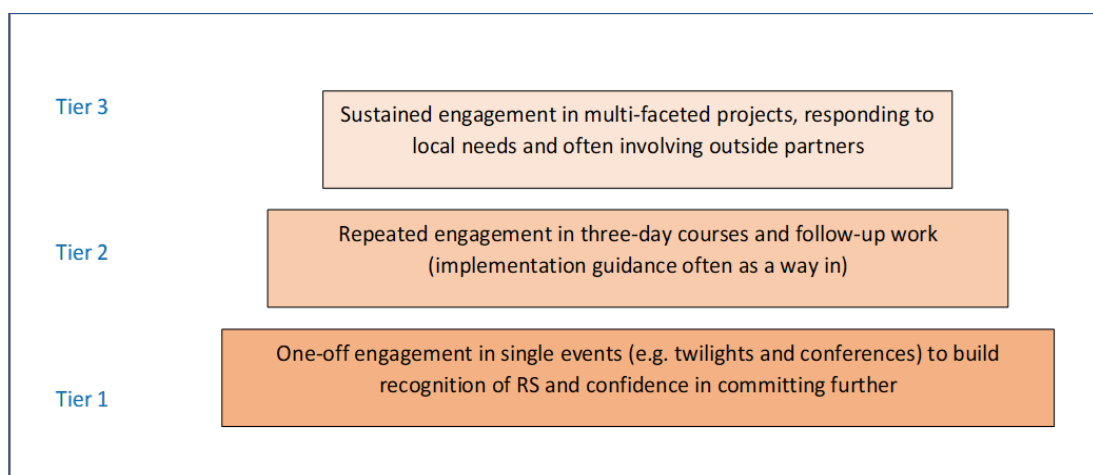 Tier 3
Sustained engagement in multi-faceted projects, responding to
local needs and often involving outside partners
Tier 2
Repeated engagement in three-day courses and follow-up work
(implementation guidance often as a way in)
Tier 1
One-off engagement in single events (e.g. twilights and conferences) to build
recognition of RS and confidence in committing further